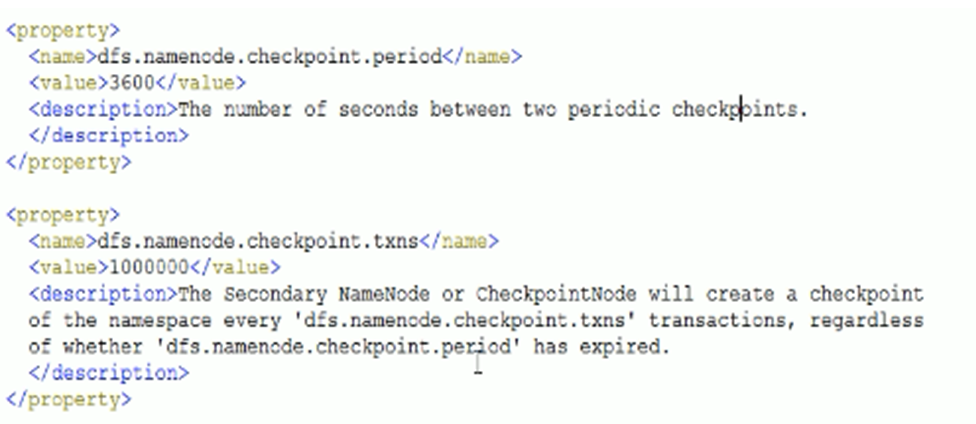 <property>
<name>dfs.namenode.checkpoint.period</name>
<value>3600</value>
<description>The number of seconds between two periodic checkpoints.
</description>
</property>
<property>
<name>dfs.namenode.checkpoint.txns</name>
<value>1000000</value>
<description>The Secondary NameNode or CheckpointNode will create a checkpoint
of the namespace every 'dfs.namenode.checkpoint.txns' transactions, regardless
of whether 'dfs.namenode.checkpoint.period' has expired.
</description>
</property>